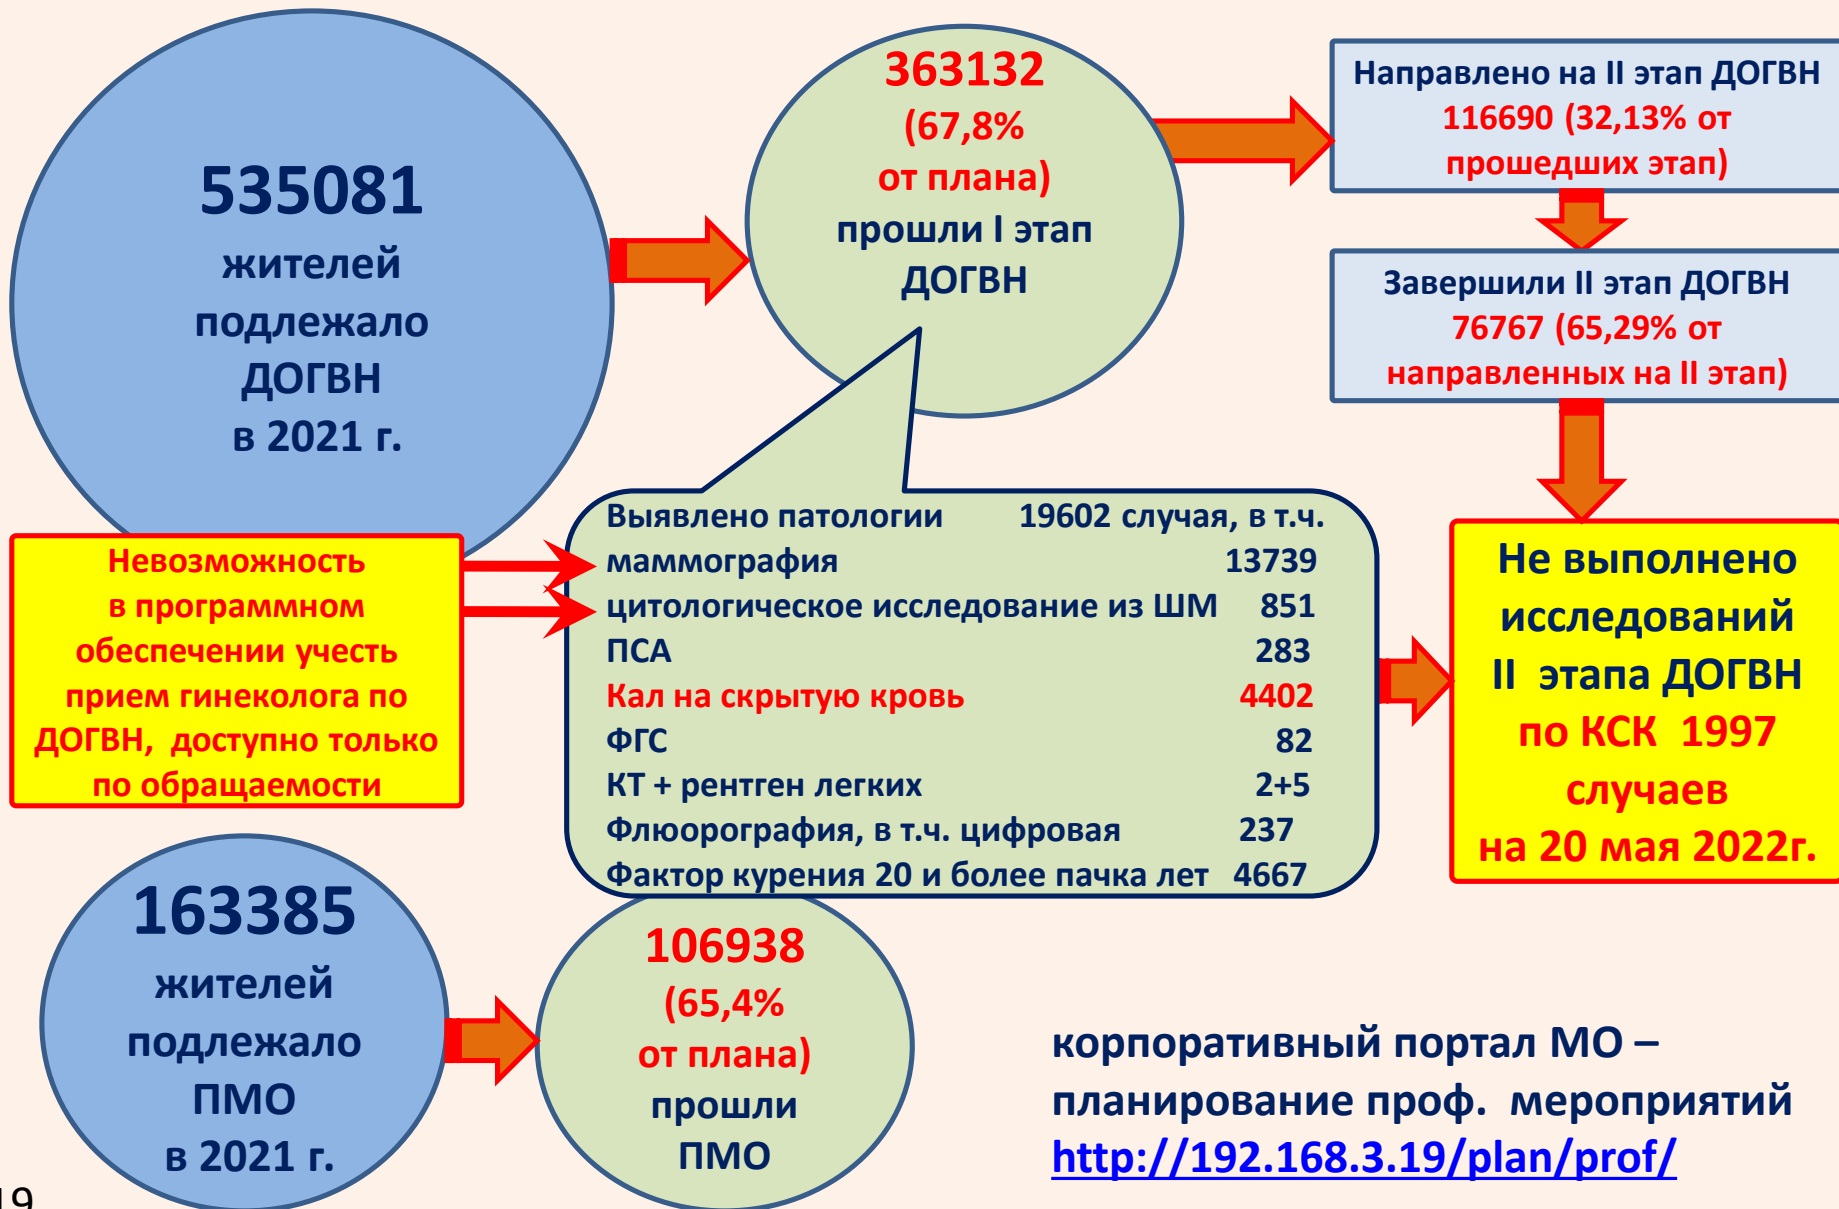 535081
жителей
подлежало
ДОГВН
в 2021 г.
363132
(67,8%
от плана)
прошли I этап
ДОГВН
Направлено на II этап ДОГВН
116690 (32,13% от
прошедших этап)
Завершили II этап ДОГВН
76767 (65,29% от
направленных на II этап)
Невозможность
в программном
обеспечении учесть
прием гинеколога по
ДОГВН, доступно только
по обращаемости
Выявлено патологии 19602 случая, в т.ч.
маммография 13739
цитологическое исследование из ШМ 851
ПСА 283
Кал на скрытую кровь 4402
ФГС 82
КТ + рентген легких 2+5
Флюорография, в т.ч. цифровая 237
Фактор курения 20 и более пачка лет 4667
Не выполнено
исследований
II этапа ДОГВН
по КСК 1997
случаев
на 20 мая 2022г.
163385
жителей
подлежало
ПМО
в 2021 г.
106938
(65,4%
от плана)
прошли
ПМО
корпоративный портал МО –
планирование проф. мероприятий
http://192.168.3.19/plan/prof/
19